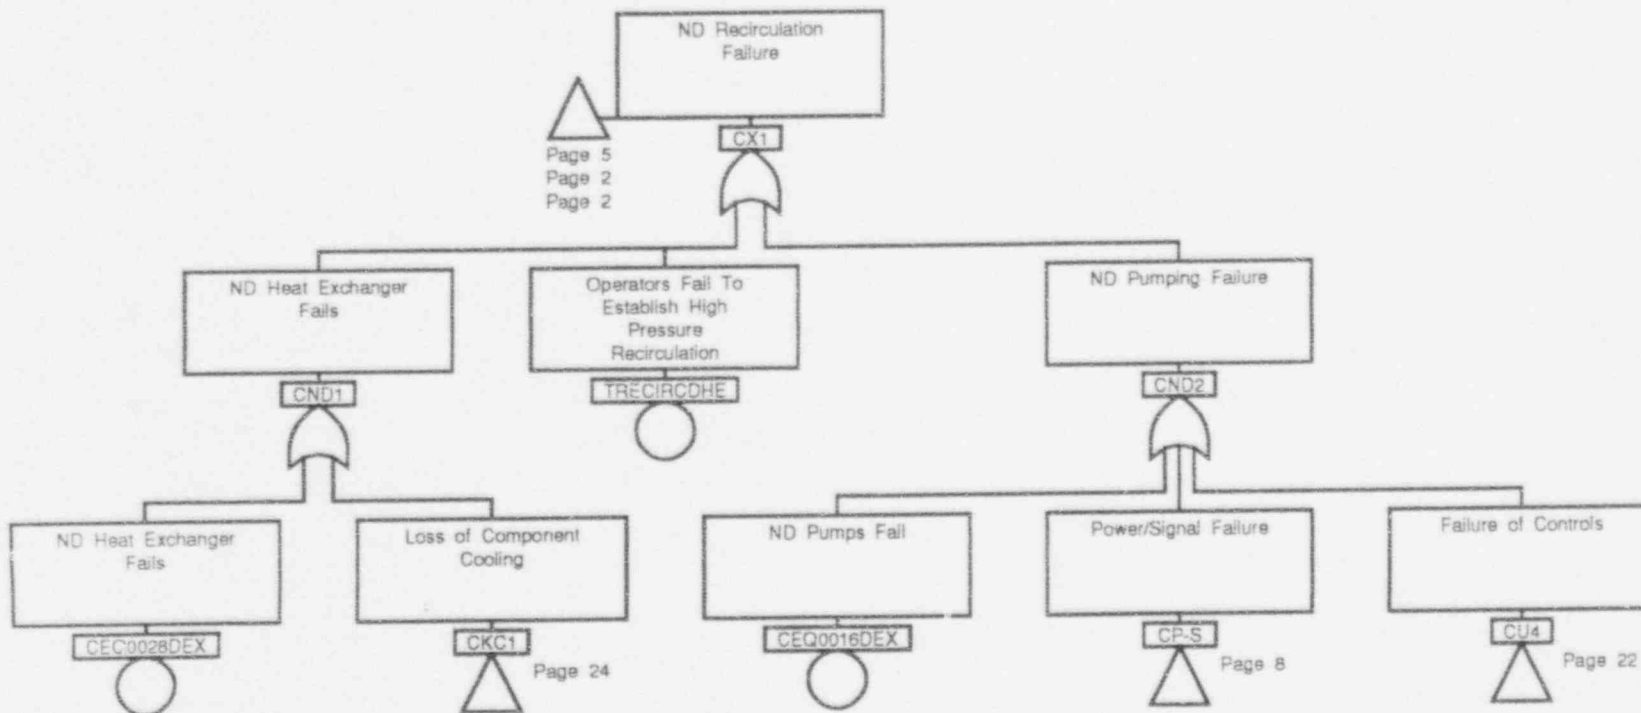 ND Recirculation
Failure
CX1
Page 5
Page 2
Page 2
ND Heat Exchanger
Fails
CND1
Operators Fail To
Establish High
Pressure
Recirculation
TRECIRCDHE
ND Pumping Failure
CND2
ND Heat Exchanger
Fails
CEC0028DEX
Loss of Component
Cooling
CKC1
Page 24
ND Pumps Fail
CEQ0016DEX
Power/Signal Failure
CP-S
Page 8
Failure of Controls
CU4
Page 22